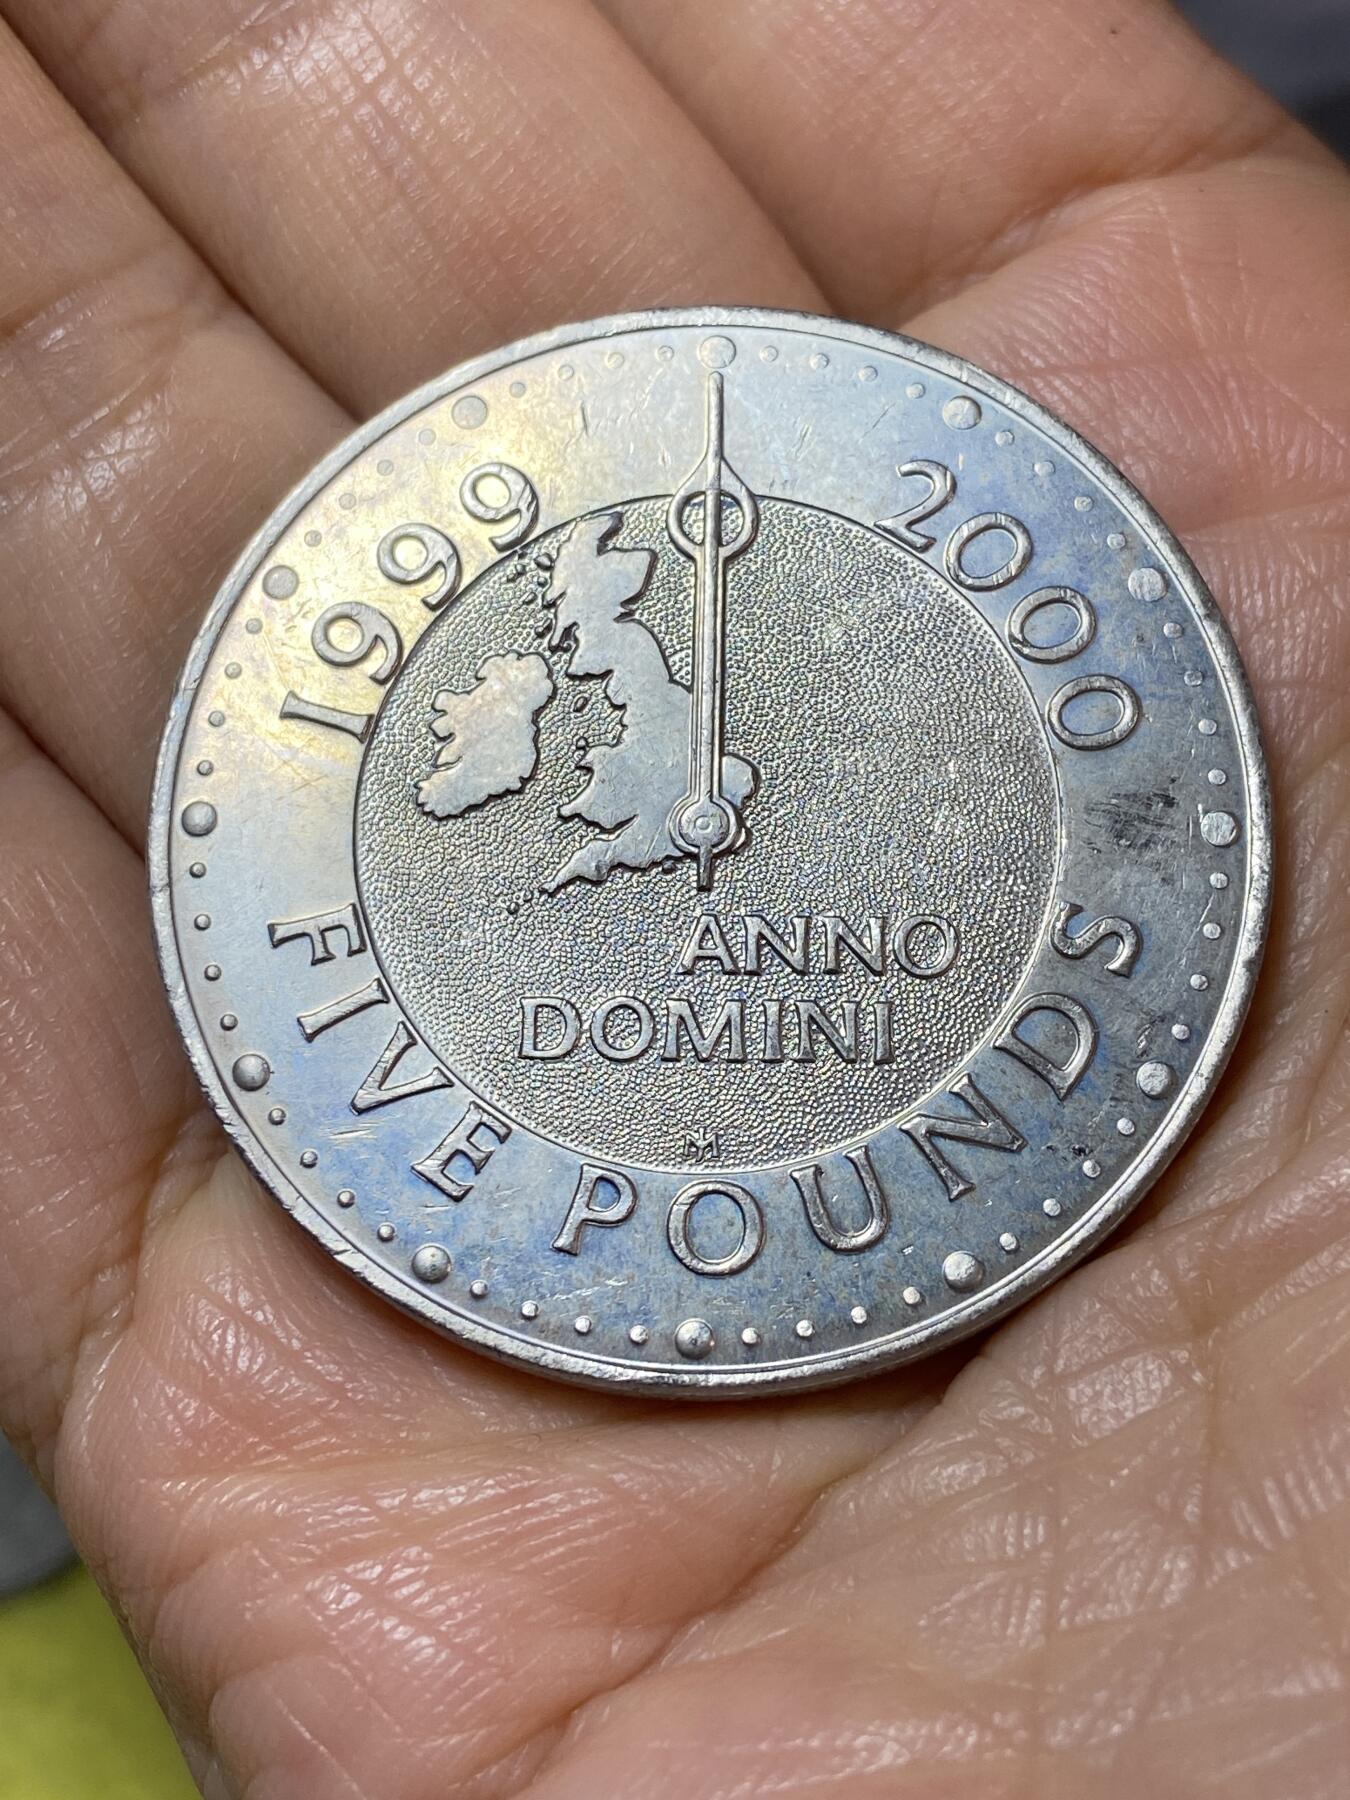 1999
2000
ANNO
DOMINI
FIVE POUNDS